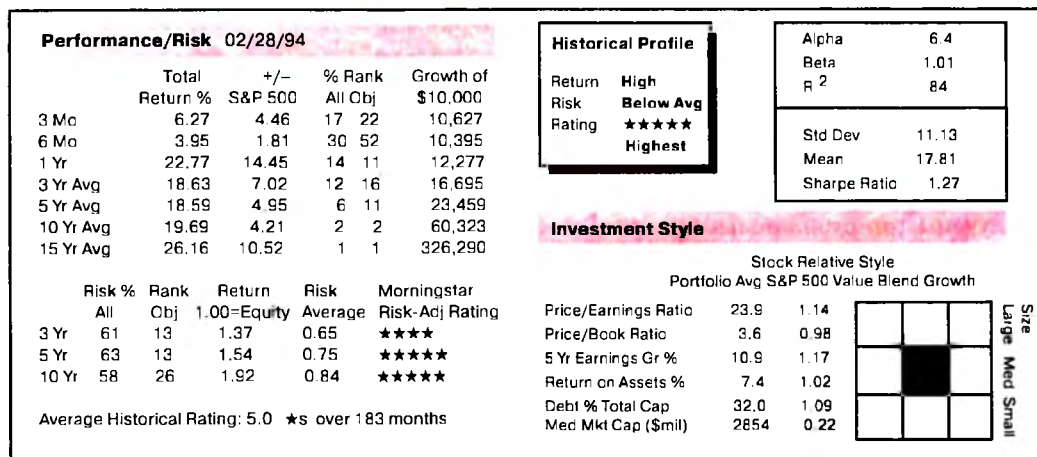 Performance/Risk 02/28/94
Total +/– % Rank Growth of
Return % S&P 500 All Obj $10,000
3 Mo 6.27 4.46 17 22 10,627
6 Mo 3.95 1.81 30 52 10,395
1 Yr 22.77 14.45 14 11 12,277
3 Yr Avg 18.63 7.02 12 16 16,695
5 Yr Avg 18.59 4.95 6 11 23,459
10 Yr Avg 19.69 4.21 2 2 60,323
15 Yr Avg 26.16 10.52 1 1 326,290
Risk % Rank Return Risk Morningstar
All Obj 1.00=Equity Average Risk-Adj Rating
3 Yr 61 13 1.37 0.65 ★★★★
5 Yr 63 13 1.54 0.75 ★★★★★
10 Yr 58 26 1.92 0.84 ★★★★★
Average Historical Rating: 5.0 ★s over 183 months
Historical Profile
Return High
Risk Below Avg
Rating ★★★★★
Highest
Alpha 6.4
Beta 1.01
R 2 84
Std Dev 11.13
Mean 17.81
Sharpe Ratio 1.27
Investment Style
Stock Relative Style
Portfolio Avg S&P 500 Value Blend Growth
Price/Earnings Ratio 23.9 1.14
Price/Book Ratio 3.6 0.98
5 Yr Earnings Gr % 10.9 1.17
Return on Assets % 7.4 1.02
Debt % Total Cap 32.0 1.09
Med Mkt Cap ($mil) 2854 0.22
Size
Large Med Small